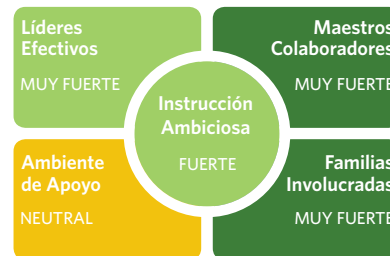 Líderes
Efectivos
MUY FUERTE
Maestros
Colaboradores
MUY FUERTE
Instrucción
Ambiciosa
FUERTE
Ambiente
de Apoyo
NEUTRAL
Familias
Involucradas
MUY FUERTE